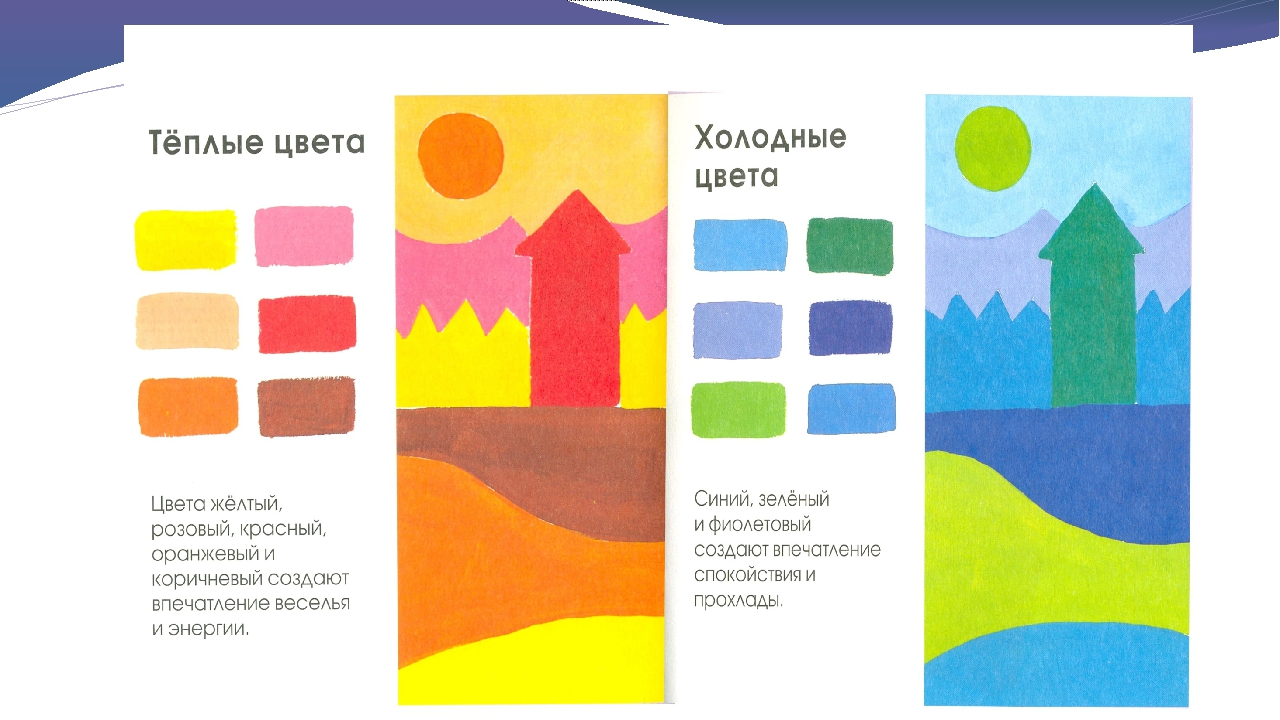 Тёплые цвета
Цвета жёлтый,
розовый, красный,
оранжевый и
коричневый создают
впечатление веселья
и энергии.
Холодные
цвета
Синий, зелёный
и фиолетовый
создают впечатление
спокойствия и
прохлады.